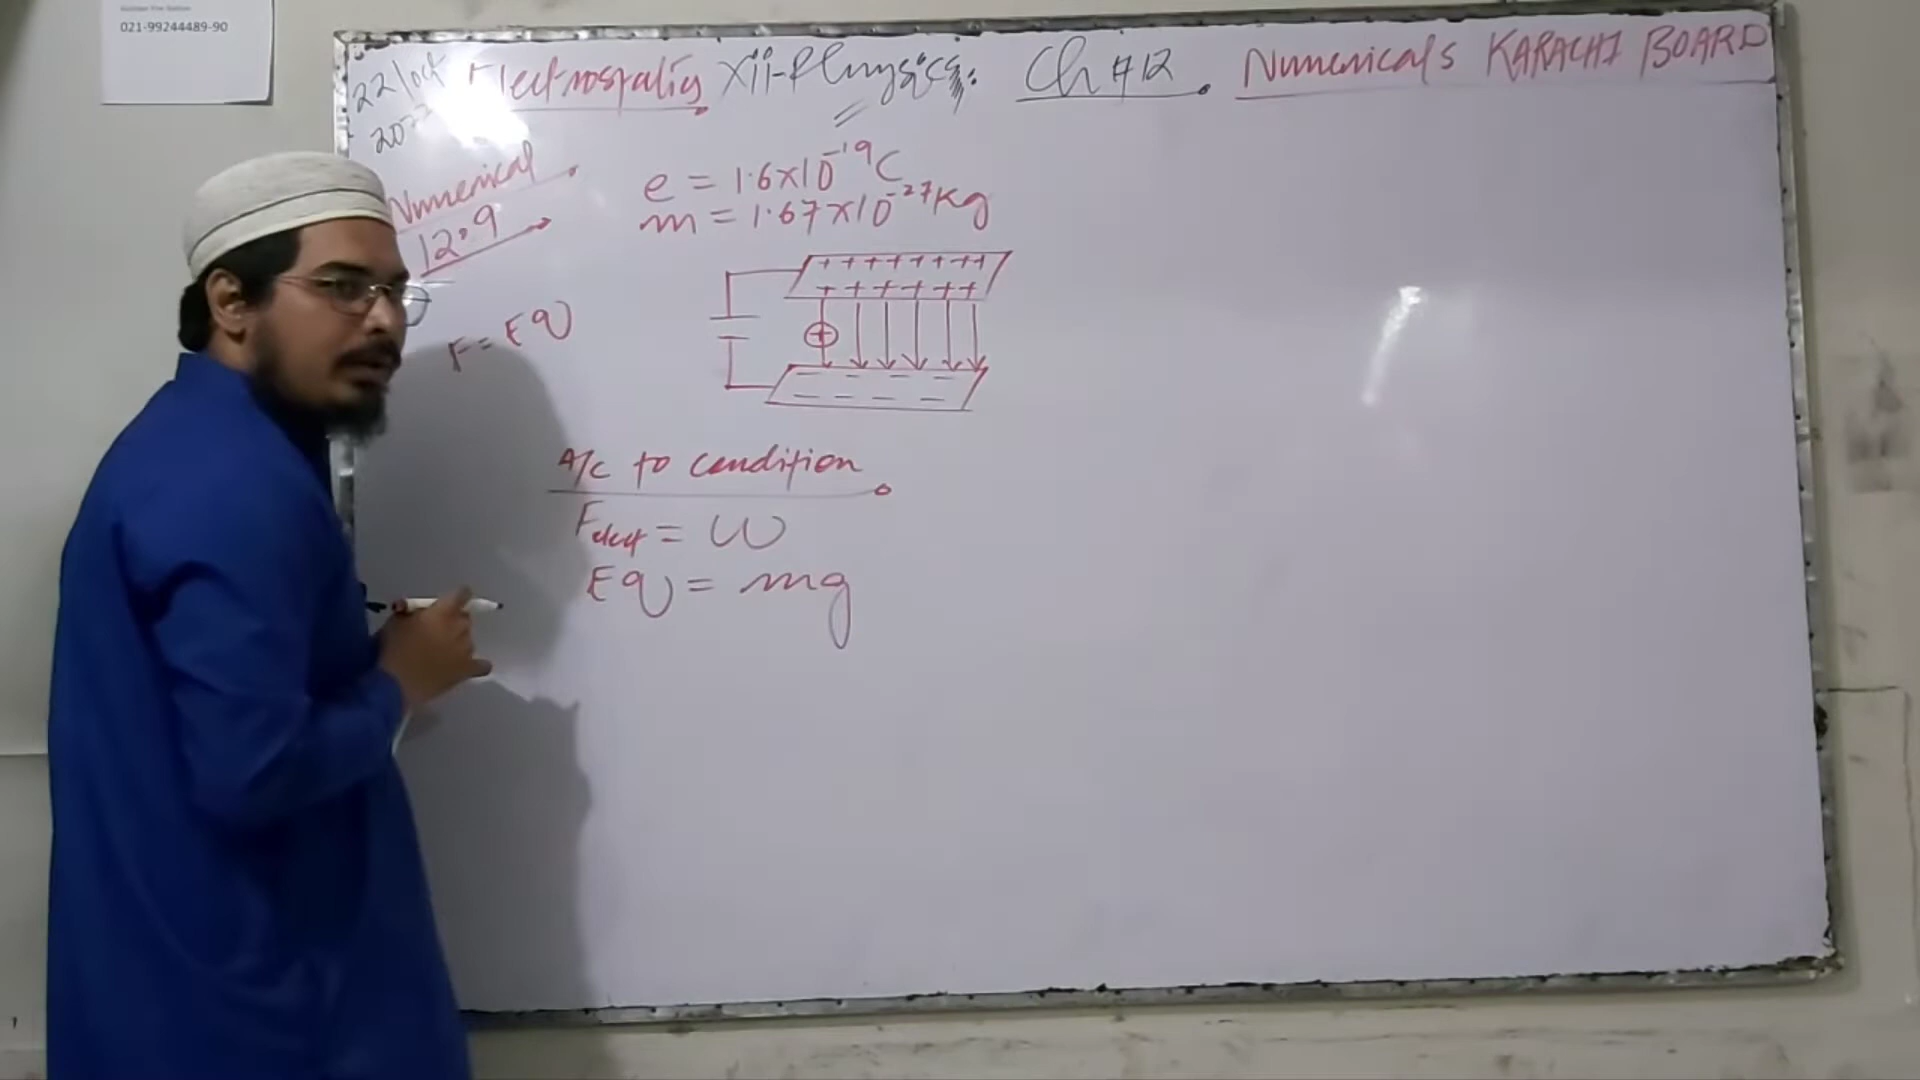 021-99244489-90
22/oct Electrostatics Xii-Physics. Ch #12. Numericals KARACHI BOARD
Numerical
12.9
e = 1.6×10⁻¹⁹C
m = 1.67×10⁻²⁷Kg
+ + + + + + + +
+ + + + + +
+
F = Eq
A/C to condition
Felect = W
Eq = mg